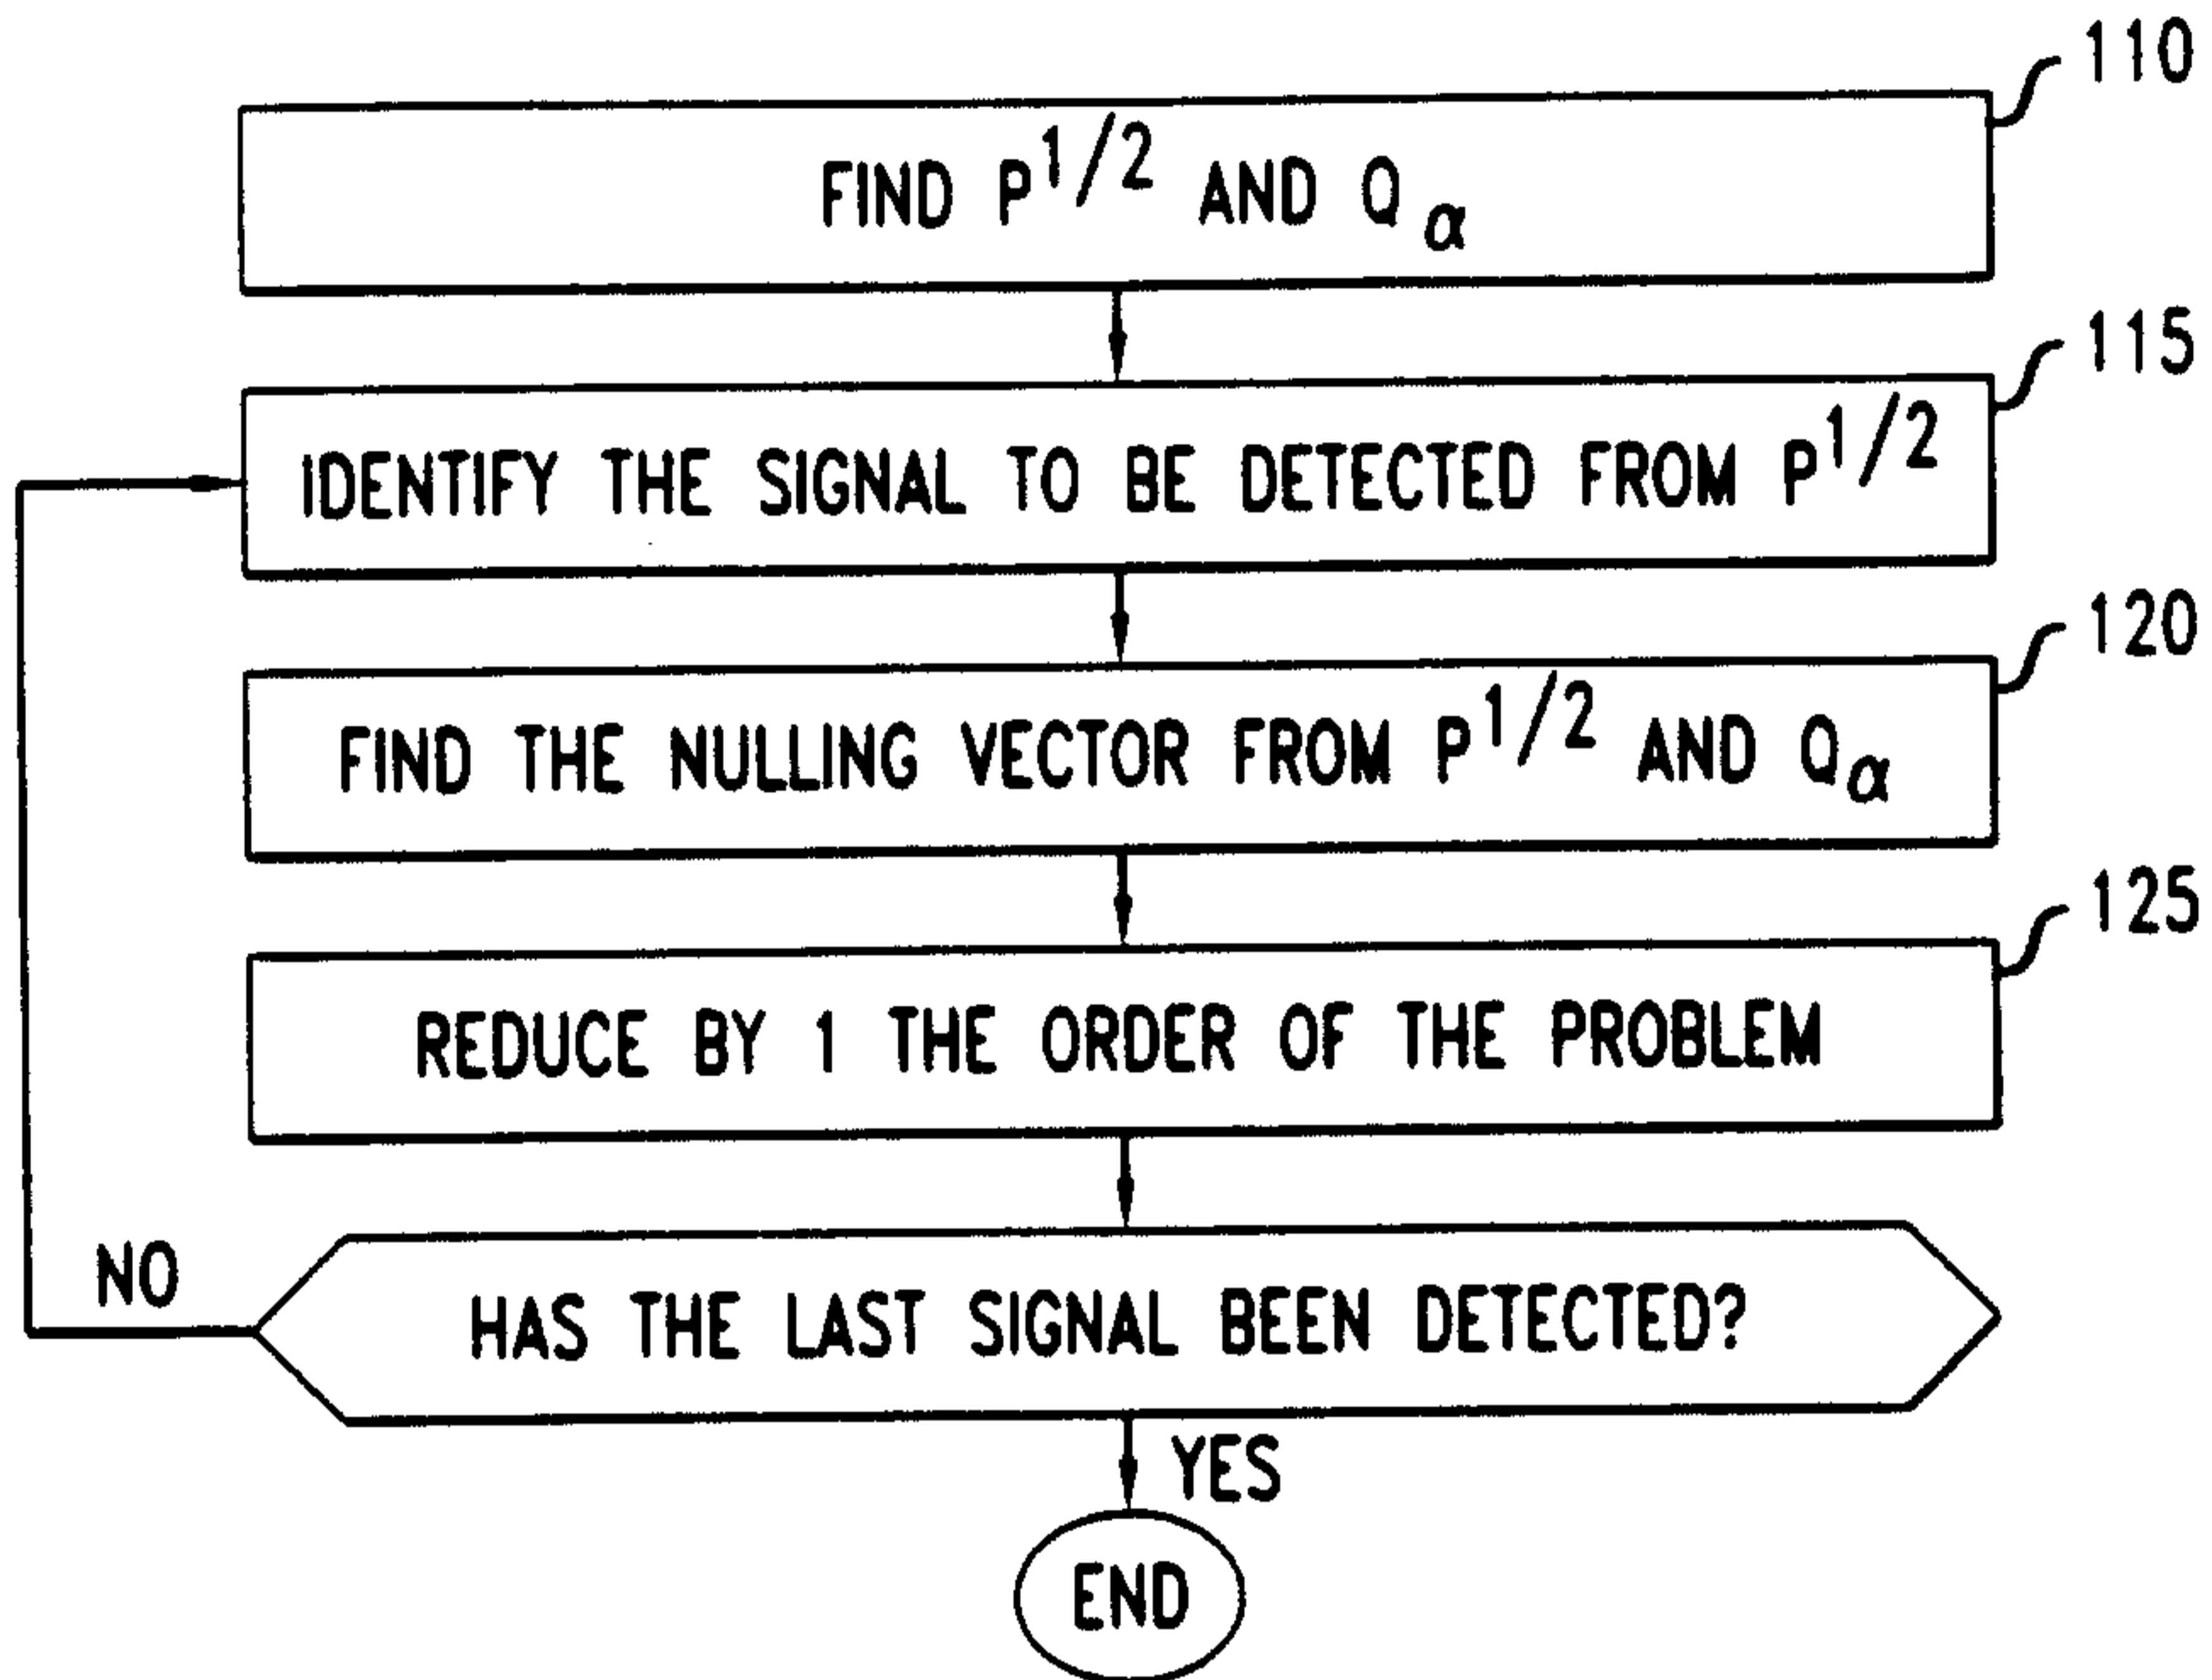 110
FIND P^1/2 AND Q_α
115
IDENTIFY THE SIGNAL TO BE DETECTED FROM P^1/2
120
FIND THE NULLING VECTOR FROM P^1/2 AND Q_α
125
REDUCE BY 1 THE ORDER OF THE PROBLEM
NO
HAS THE LAST SIGNAL BEEN DETECTED?
YES
END